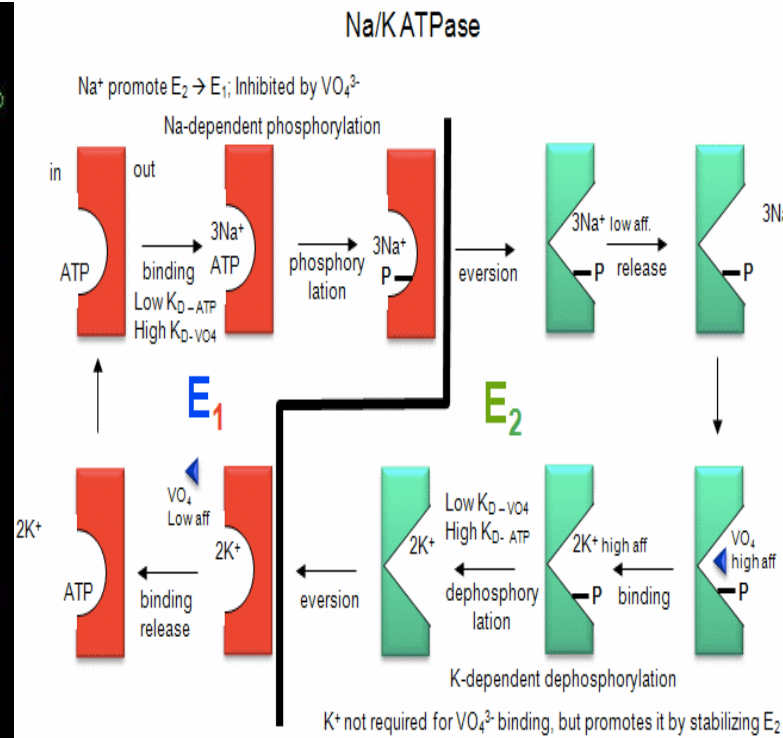 Na/K ATPase
Na⁺ promote E₂ → E₁; Inhibited by VO₄³⁻
Na-dependent phosphorylation
in
out
ATP
binding
Low K_D–ATP
High K_D-VO4
3Na⁺
ATP
phosphory
lation
3Na⁺
P
eversion
3Na⁺ low aff.
P
release
3Na
P
E₁
E₂
2K⁺
ATP
binding
release
VO₄
Low aff
2K⁺
eversion
2K⁺
Low K_D–VO4
High K_D- ATP
dephosphory
lation
2K⁺ high aff
P
binding
VO₄
high aff
P
K-dependent dephosphorylation
K⁺ not required for VO₄³⁻ binding, but promotes it by stabilizing E₂